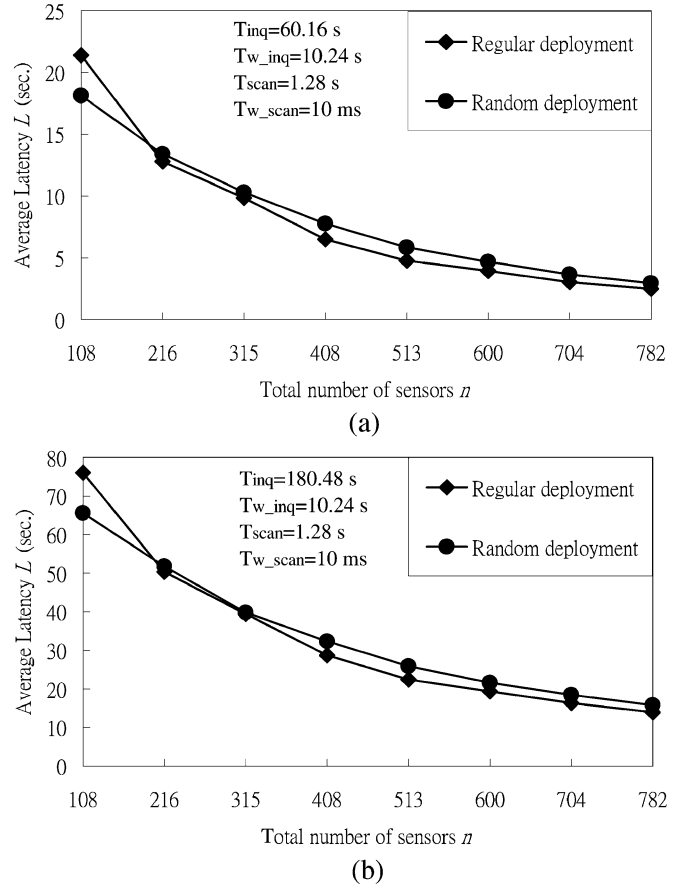 25
20
15
10
5
0
Average Latency L (sec.)
Tinq=60.16 s
Tw_inq=10.24 s
Tscan=1.28 s
Tw_scan=10 ms
Regular deployment
Random deployment
108 216 315 408 513 600 704 782
Total number of sensors n
(a)
80
70
60
50
40
30
20
10
0
Average Latency L (sec.)
Tinq=180.48 s
Tw_inq=10.24 s
Tscan=1.28 s
Tw_scan=10 ms
Regular deployment
Random deployment
108 216 315 408 513 600 704 782
Total number of sensors n
(b)